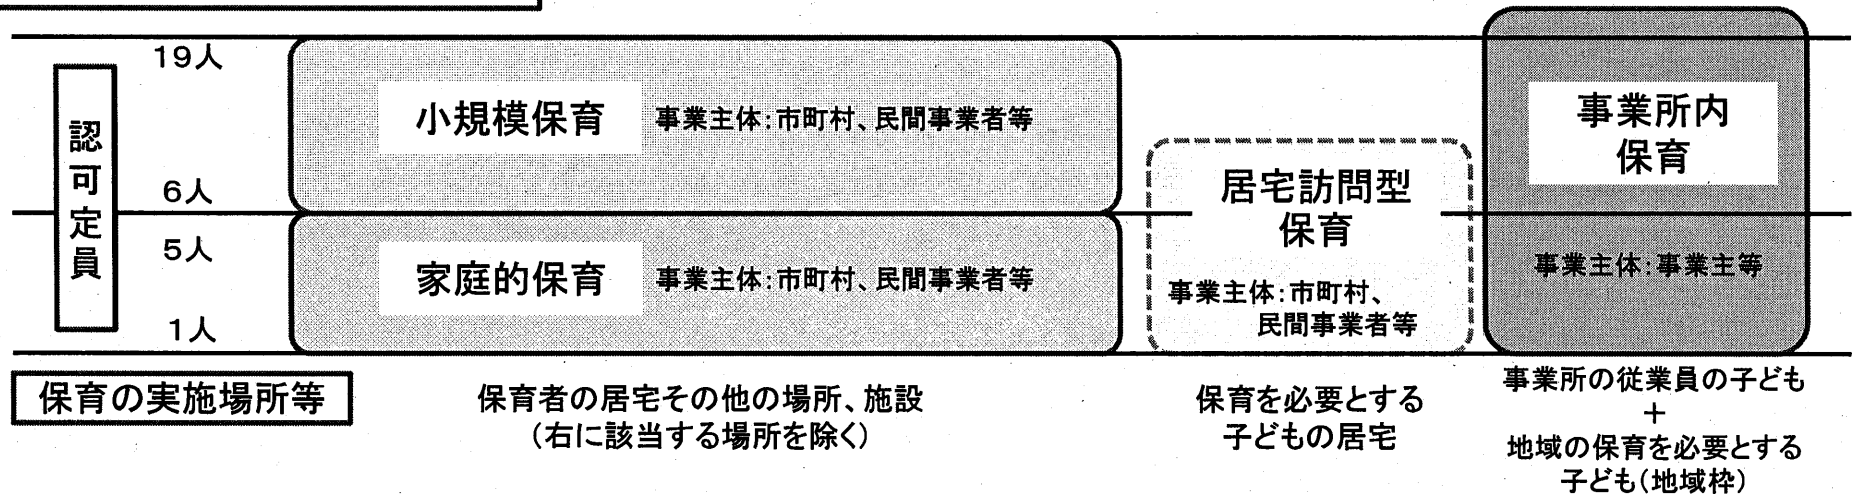 認可定員
19人
6人
5人
1人
小規模保育 事業主体:市町村、民間事業者等
家庭的保育 事業主体:市町村、民間事業者等
居宅訪問型
保育
事業主体:市町村、
民間事業者等
事業所内
保育
事業主体:事業主等
保育の実施場所等
保育者の居宅その他の場所、施設
(右に該当する場所を除く)
保育を必要とする
子どもの居宅
事業所の従業員の子ども
+
地域の保育を必要とする
子ども(地域枠)